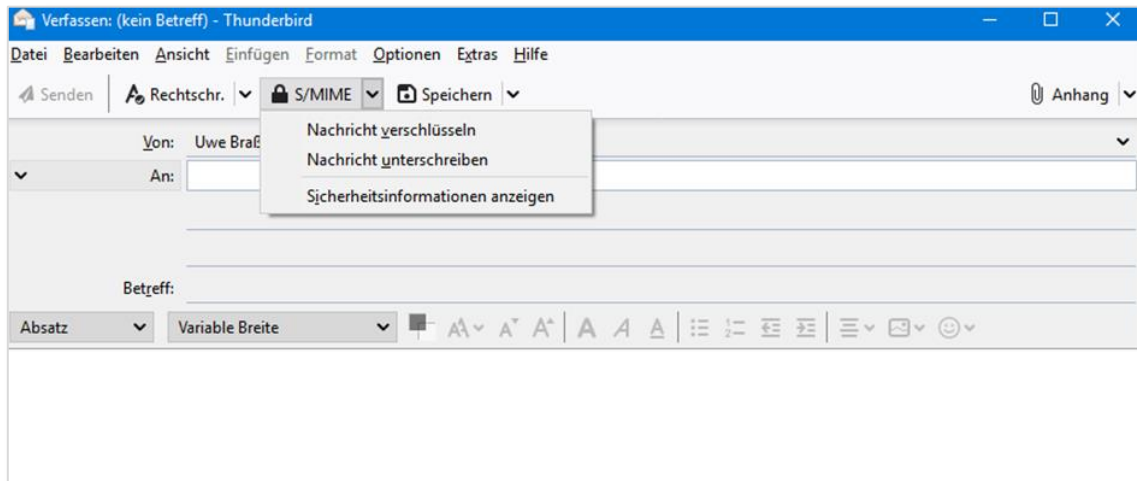 Verfassen: (kein Betreff) - Thunderbird
Datei Bearbeiten Ansicht Einfügen Format Optionen Extras Hilfe
Senden Rechtschr. S/MIME Speichern Anhang
Nachricht verschlüsseln
Von: Uwe Braß
Nachricht unterschreiben
An:
Sicherheitsinformationen anzeigen
Betreff:
Absatz Variable Breite